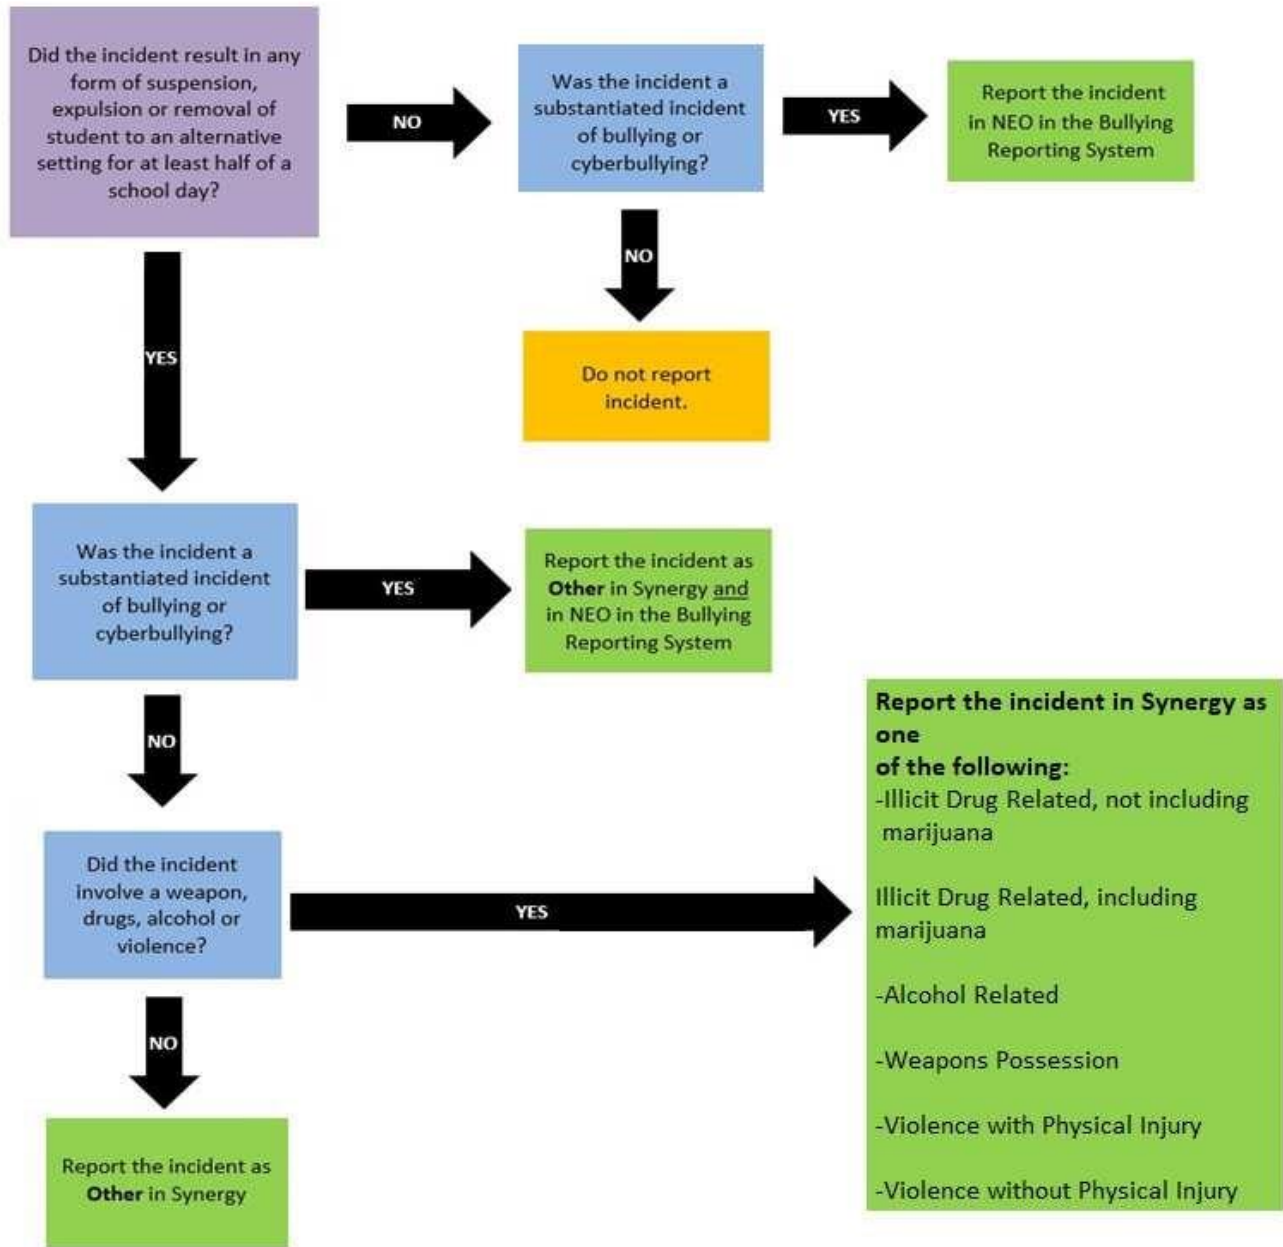 Did the incident result in any
form of suspension,
expulsion or removal of
student to an alternative
setting for at least half of a
school day?
NO
Was the incident a
substantiated incident
of bullying or
cyberbullying?
YES
Report the incident
in NEO in the Bullying
Reporting System
NO
Do not report
incident.
YES
Was the incident a
substantiated incident
of bullying or
cyberbullying?
YES
Report the incident as
Other in Synergy and
in NEO in the Bullying
Reporting System
NO
Did the incident
involve a weapon,
drugs, alcohol or
violence?
YES
Report the incident in Synergy as
one
of the following:
-Illicit Drug Related, not including
marijuana
Illicit Drug Related, including
marijuana
-Alcohol Related
-Weapons Possession
-Violence with Physical Injury
-Violence without Physical Injury
NO
Report the incident as
Other in Synergy